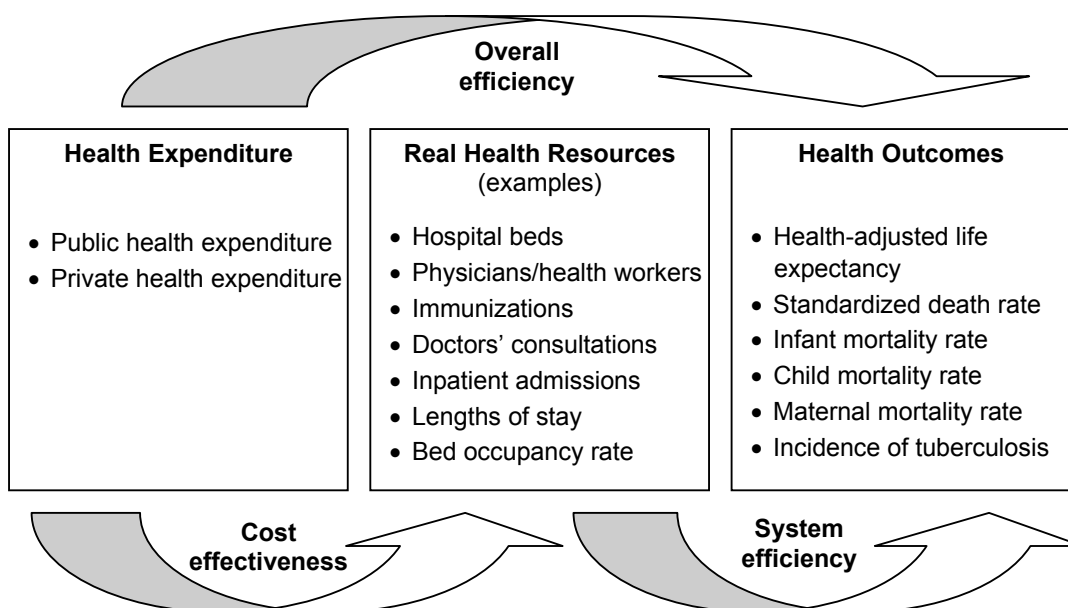 Overall
efficiency
Health Expenditure
• Public health expenditure
• Private health expenditure
Real Health Resources
(examples)
• Hospital beds
• Physicians/health workers
• Immunizations
• Doctors’ consultations
• Inpatient admissions
• Lengths of stay
• Bed occupancy rate
Health Outcomes
• Health-adjusted life
expectancy
• Standardized death rate
• Infant mortality rate
• Child mortality rate
• Maternal mortality rate
• Incidence of tuberculosis
Cost
effectiveness
System
efficiency